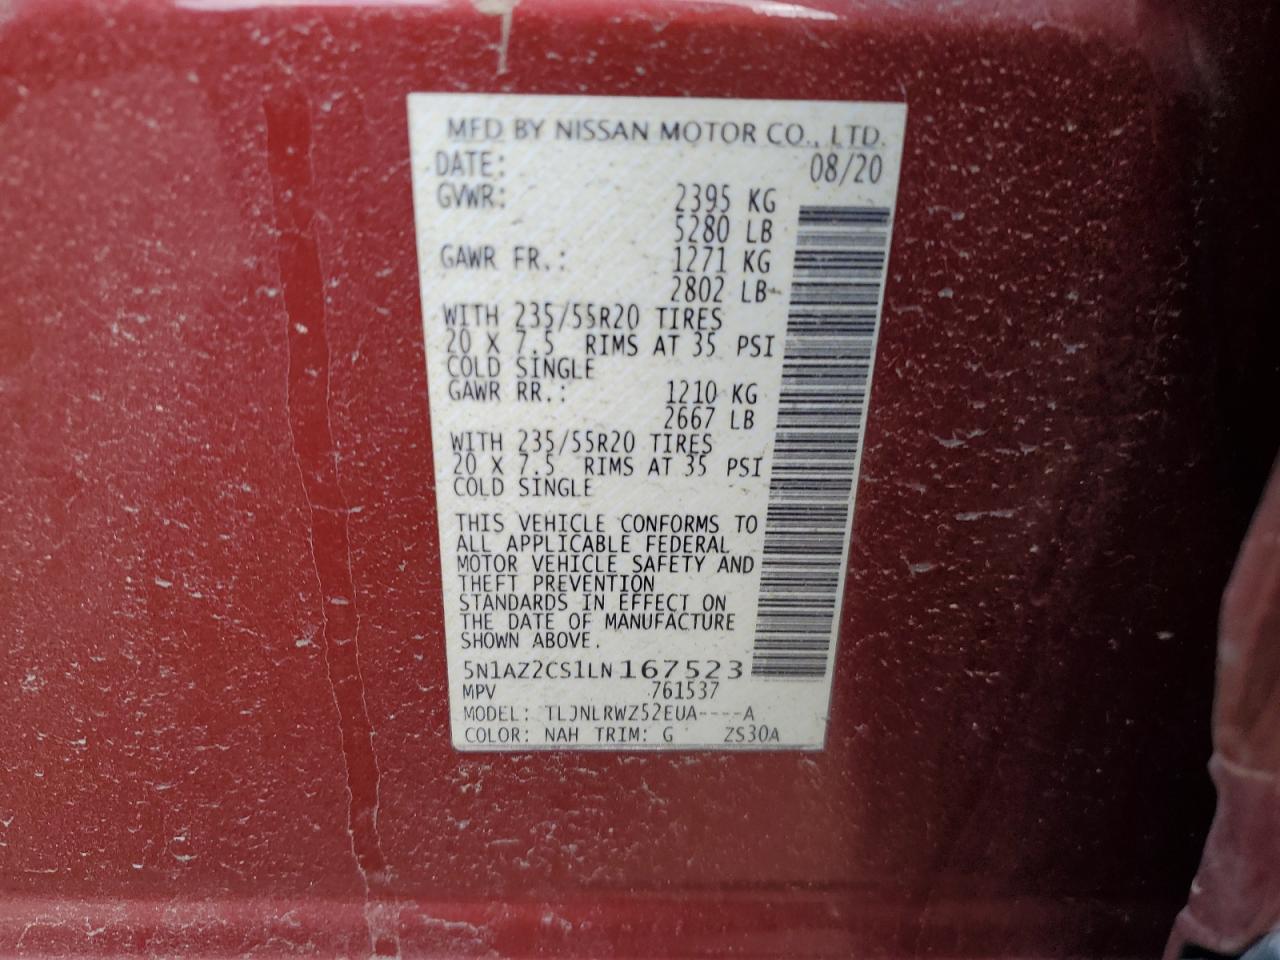 MFD BY NISSAN MOTOR CO., LTD.
DATE: 08/20
GVWR: 2395 KG
5280 LB
GAWR FR.: 1271 KG
2802 LB
WITH 235/55R20 TIRES
20 X 7.5 RIMS AT 35 PSI
COLD SINGLE
GAWR RR.: 1210 KG
2667 LB
WITH 235/55R20 TIRES
20 X 7.5 RIMS AT 35 PSI
COLD SINGLE
THIS VEHICLE CONFORMS TO
ALL APPLICABLE FEDERAL
MOTOR VEHICLE SAFETY AND
THEFT PREVENTION
STANDARDS IN EFFECT ON
THE DATE OF MANUFACTURE
SHOWN ABOVE.
5N1AZ2CS1LN167523
MPV 761537
MODEL: TLJNLRWZ52EUA----A
COLOR: NAH TRIM: G ZS30A